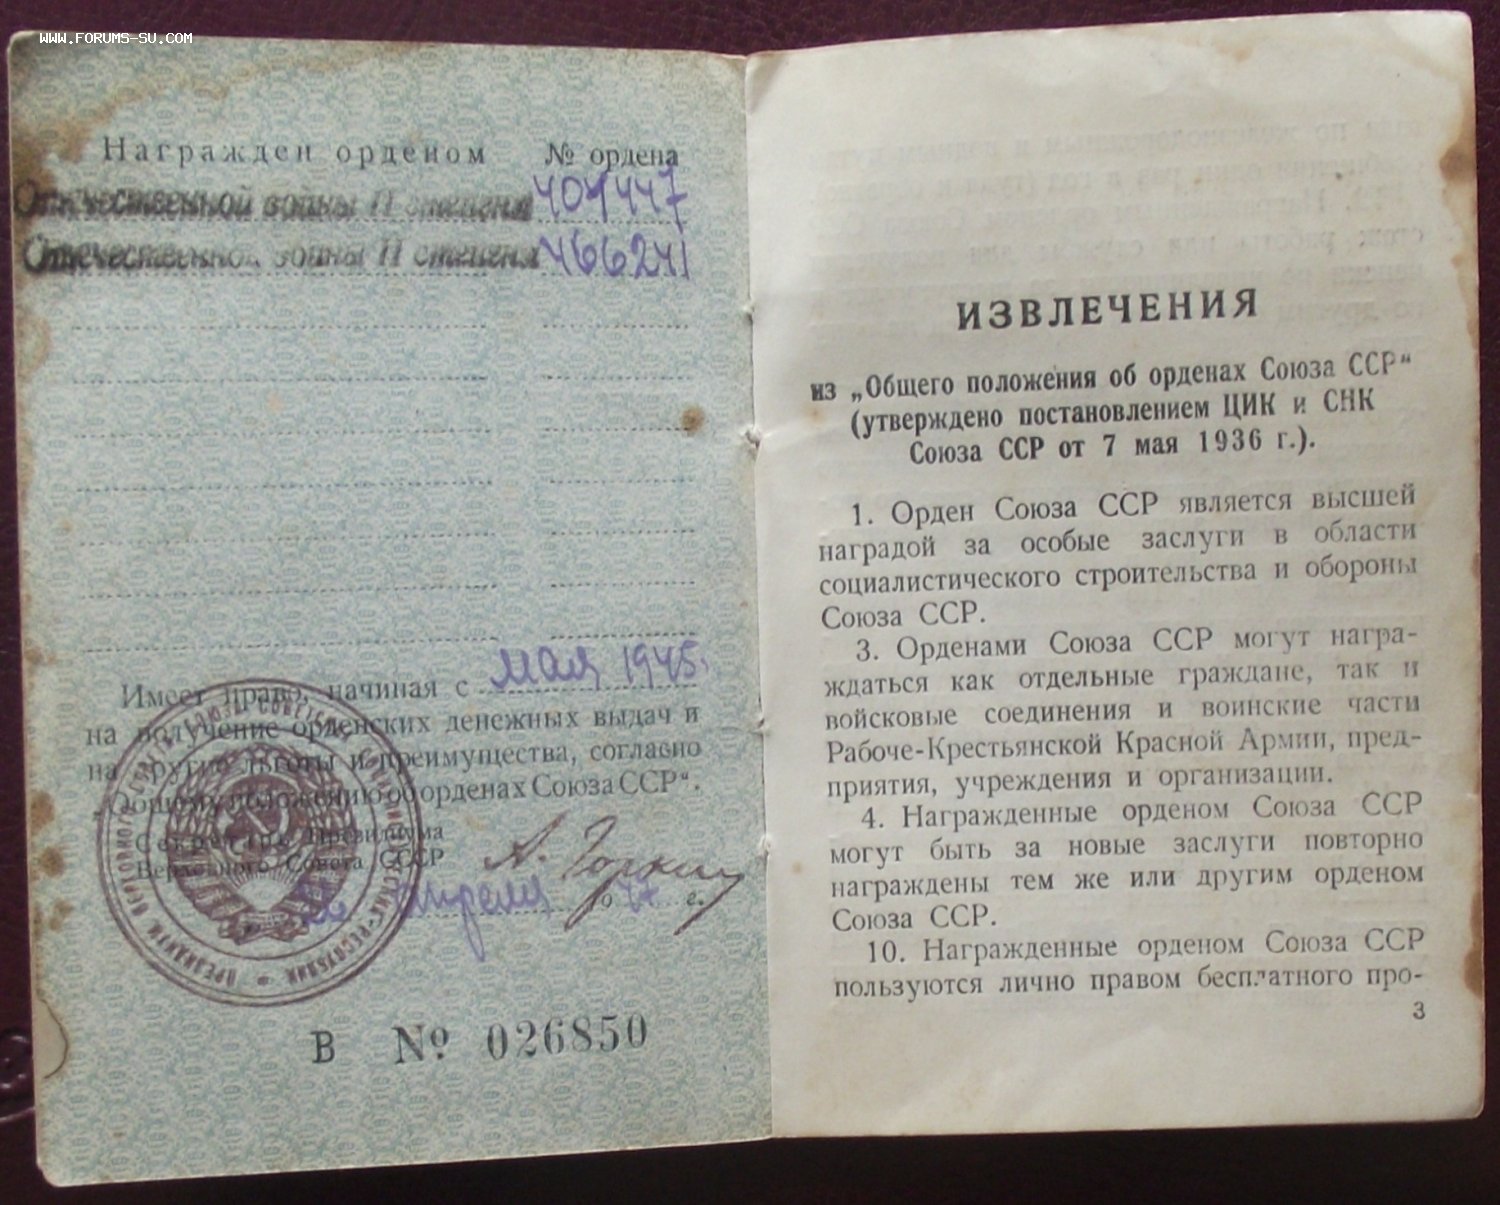 WWW.FORUMS-SU.COM
Награжден орденом № ордена
Отечественной войны II степени 401447
Отечественной войны II степени 466241
Имеет право, начиная с мая 1945.
на получение орденских денежных выдач и
на другие льготы и преимущества, согласно
„Общему положению об орденах Союза ССР“.
Секретарь Президиума
Верховного Совета СССР А. Горкин
апреля 1947 г.
В № 026850
ИЗВЛЕЧЕНИЯ
из „Общего положения об орденах Союза ССР“
(утверждено постановлением ЦИК и СНК
Союза ССР от 7 мая 1936 г.).
1. Орден Союза ССР является высшей
наградой за особые заслуги в области
социалистического строительства и обороны
Союза ССР.
3. Орденами Союза ССР могут награ-
ждаться как отдельные граждане, так и
войсковые соединения и воинские части
Рабоче-Крестьянской Красной Армии, пред-
приятия, учреждения и организации.
4. Награжденные орденом Союза ССР
могут быть за новые заслуги повторно
награждены тем же или другим орденом
Союза ССР.
10. Награжденные орденом Союза ССР
пользуются лично правом бесплатного про-
3